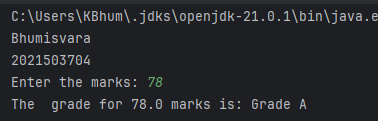 C:\Users\KBhum\.jdks\openjdk-21.0.1\bin\java.e
Bhumisvara
2021503704
Enter the marks: 78
The  grade for 78.0 marks is: Grade A